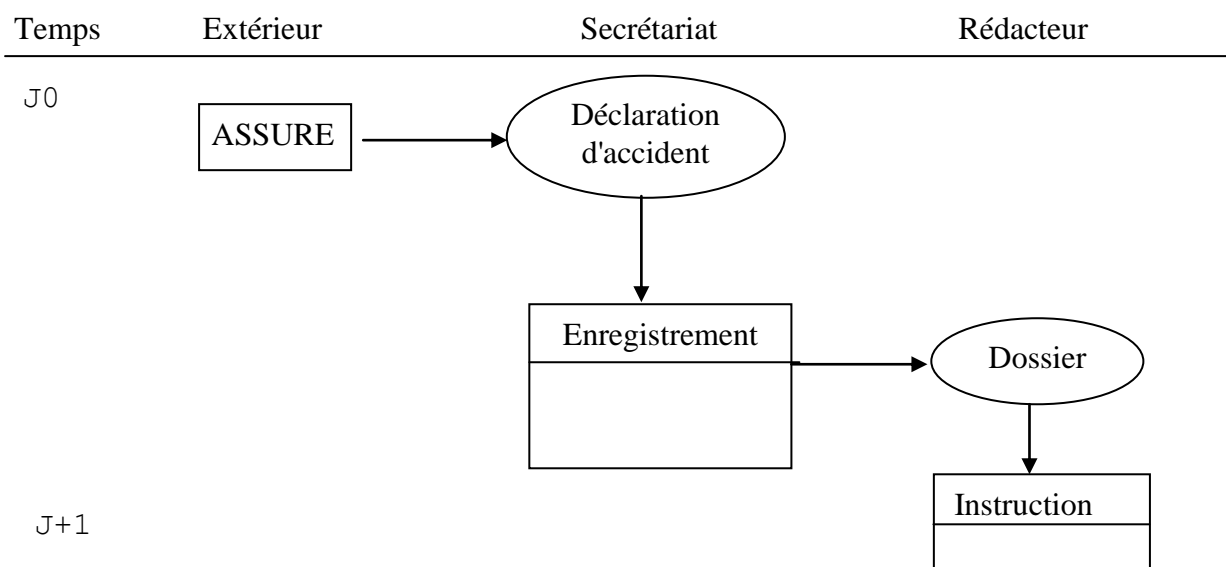 Temps Extérieur Secrétariat Rédacteur
J0
ASSURE
Déclaration
d'accident
Enregistrement
Dossier
Instruction
J+1